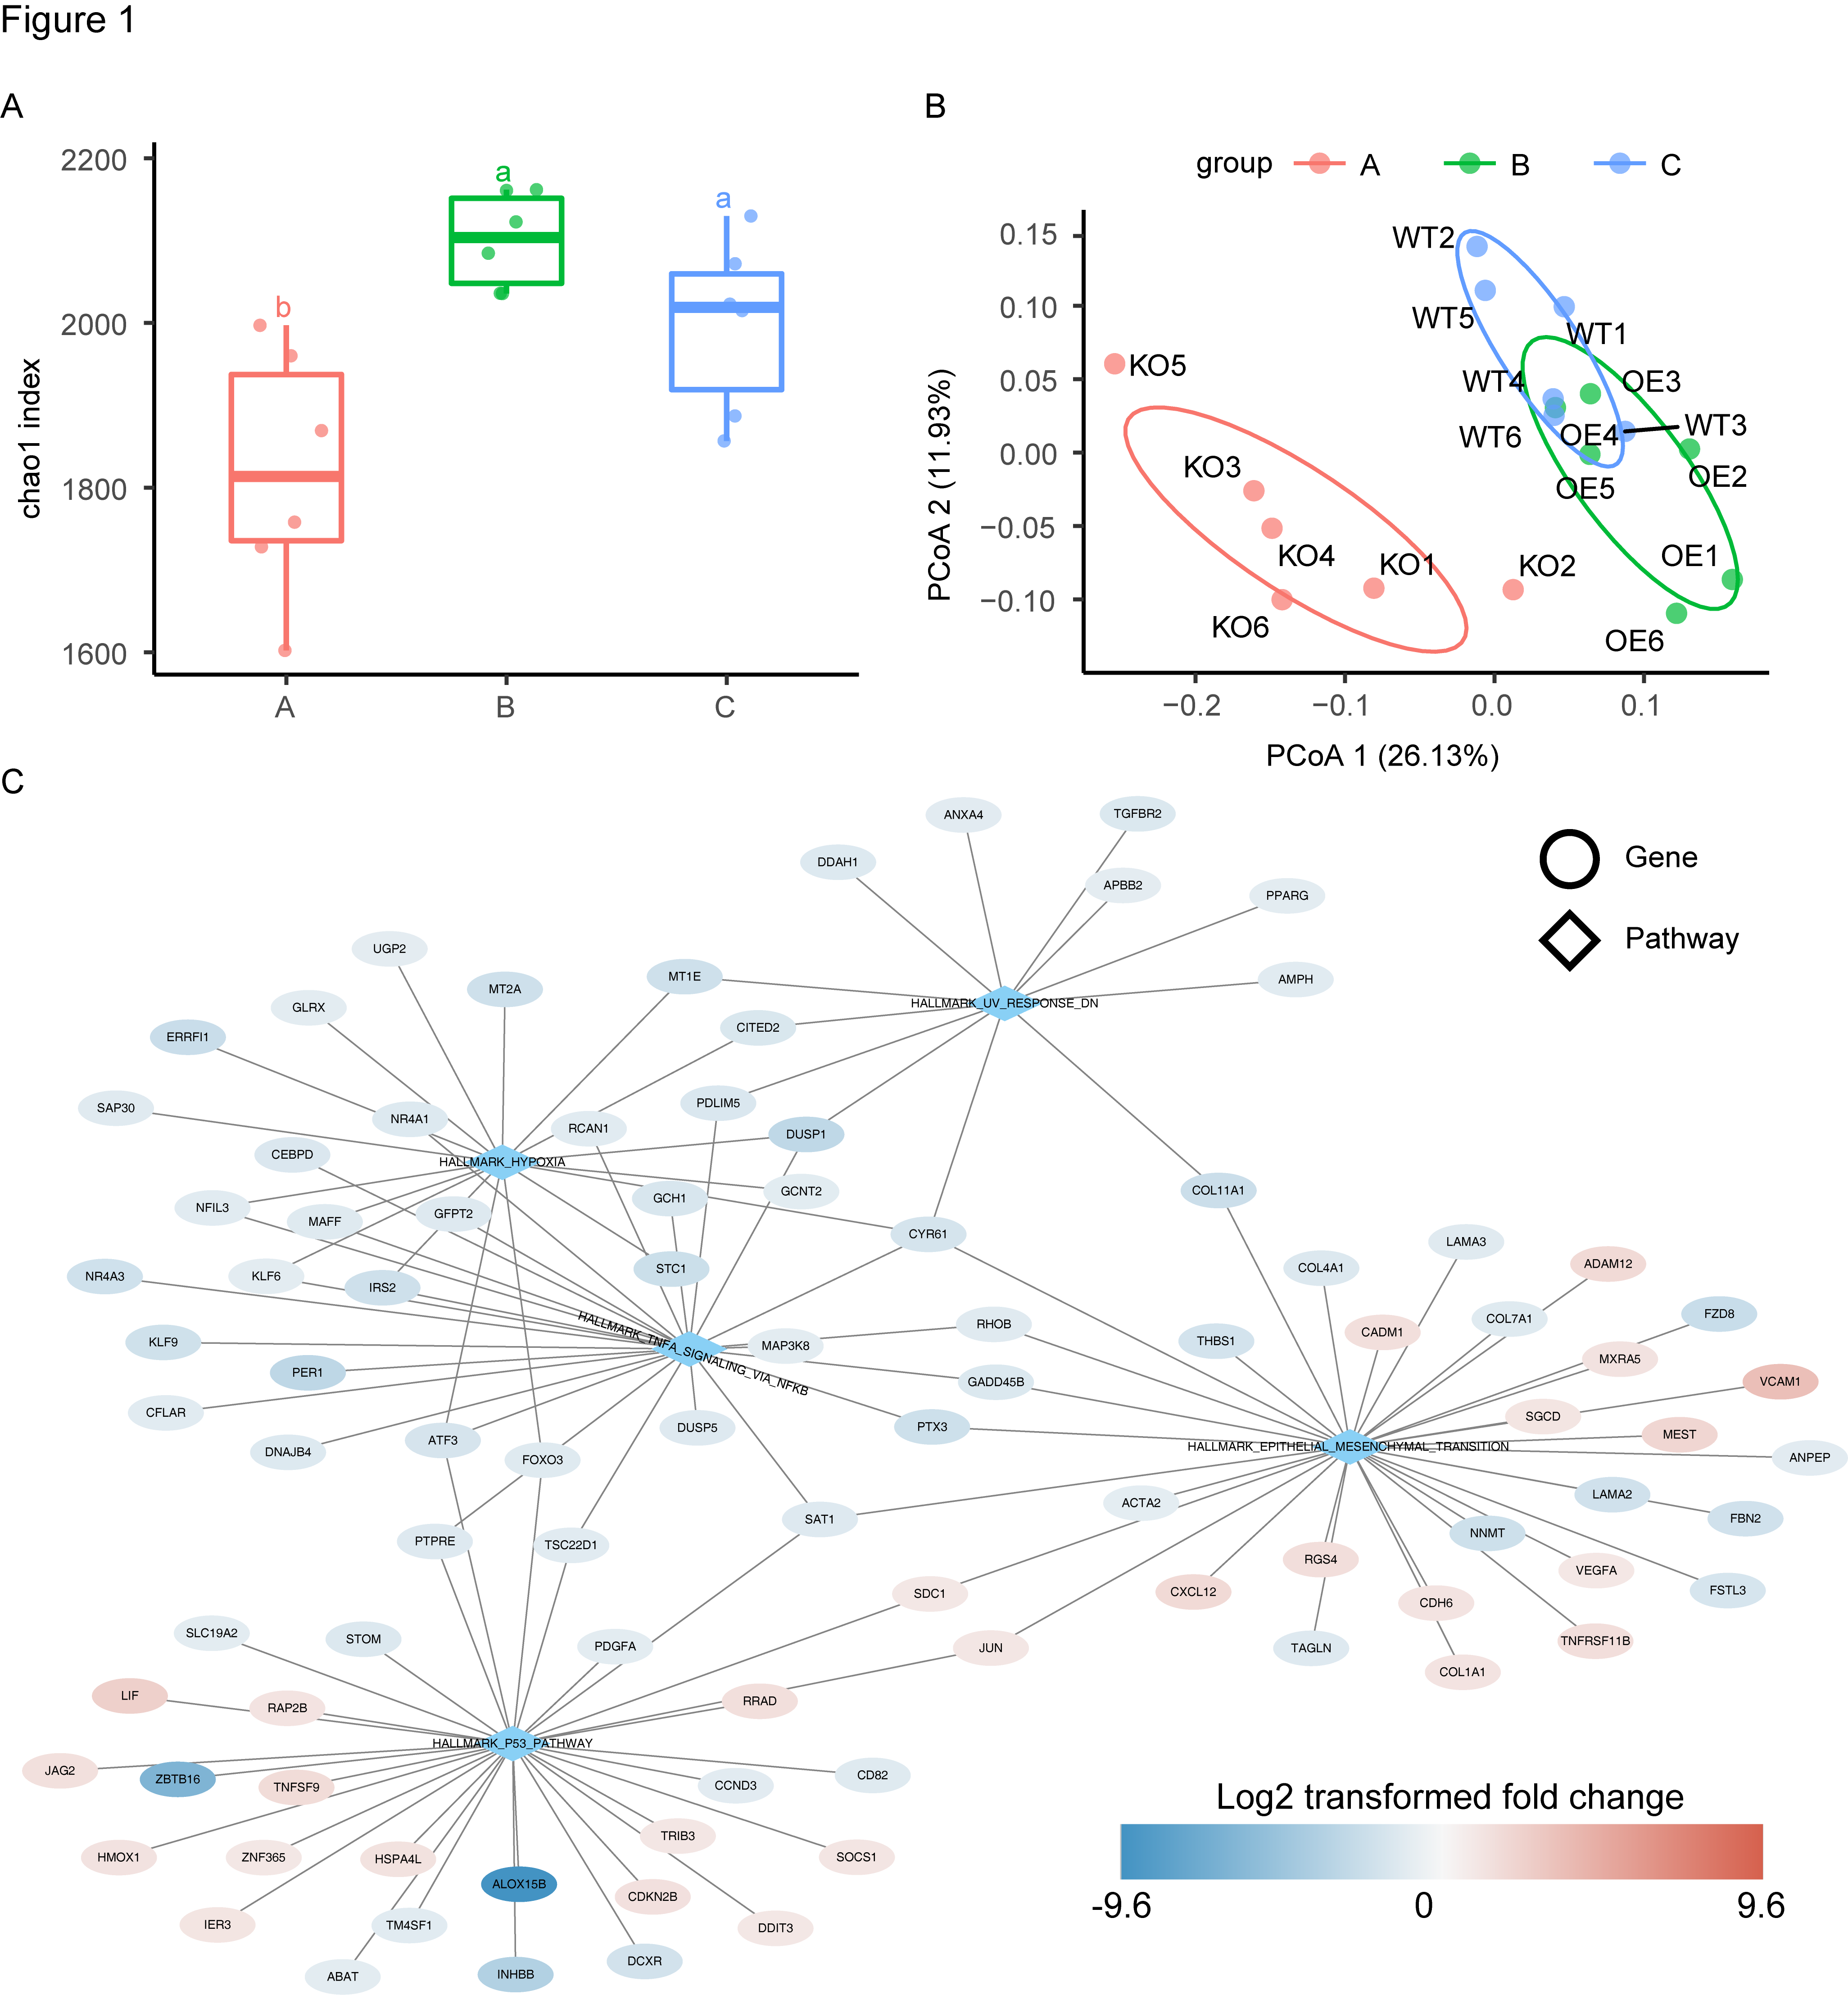 Figure 1
A
2200
2000
1800
1600
chao1 index
b
a
a
A
B
C
B
group
A
B
C
0.15
0.10
0.05
0.00
−0.05
−0.10
PCoA 2 (11.93%)
WT2
WT5
WT1
KO5
WT4
OE3
WT6
OE4
WT3
KO3
OE2
OE5
KO4
KO1
KO2
OE1
KO6
OE6
−0.2
−0.1
0.0
0.1
PCoA 1 (26.13%)
C
ANXA4
TGFBR2
DDAH1
APBB2
PPARG
Gene
Pathway
UGP2
MT2A
MT1E
AMPH
HALLMARK_UV_RESPONSE_DN
GLRX
ERRFI1
CITED2
SAP30
NR4A1
RCAN1
PDLIM5
DUSP1
CEBPD
HALLMARK_HYPOXIA
NFIL3
MAFF
GFPT2
GCH1
GCNT2
COL11A1
CYR61
LAMA3
NR4A3
KLF6
IRS2
STC1
COL4A1
ADAM12
HALLMARK_TNFA_SIGNALING_VIA_NFKB
KLF9
MAP3K8
RHOB
THBS1
CADM1
COL7A1
FZD8
PER1
GADD45B
MXRA5
VCAM1
CFLAR
DNAJB4
ATF3
DUSP5
PTX3
SGCD
MEST
HALLMARK_EPITHELIAL_MESENCHYMAL_TRANSITION
ANPEP
FOXO3
SAT1
ACTA2
LAMA2
FBN2
PTPRE
TSC22D1
NNMT
SDC1
CXCL12
RGS4
VEGFA
FSTL3
CDH6
SLC19A2
STOM
PDGFA
JUN
TAGLN
TNFRSF11B
COL1A1
LIF
RAP2B
RRAD
HALLMARK_P53_PATHWAY
JAG2
ZBTB16
TNFSF9
CCND3
CD82
HMOX1
ZNF365
HSPA4L
TRIB3
SOCS1
ALOX15B
CDKN2B
IER3
TM4SF1
DDIT3
ABAT
INHBB
DCXR
Log2 transformed fold change
-9.6
0
9.6